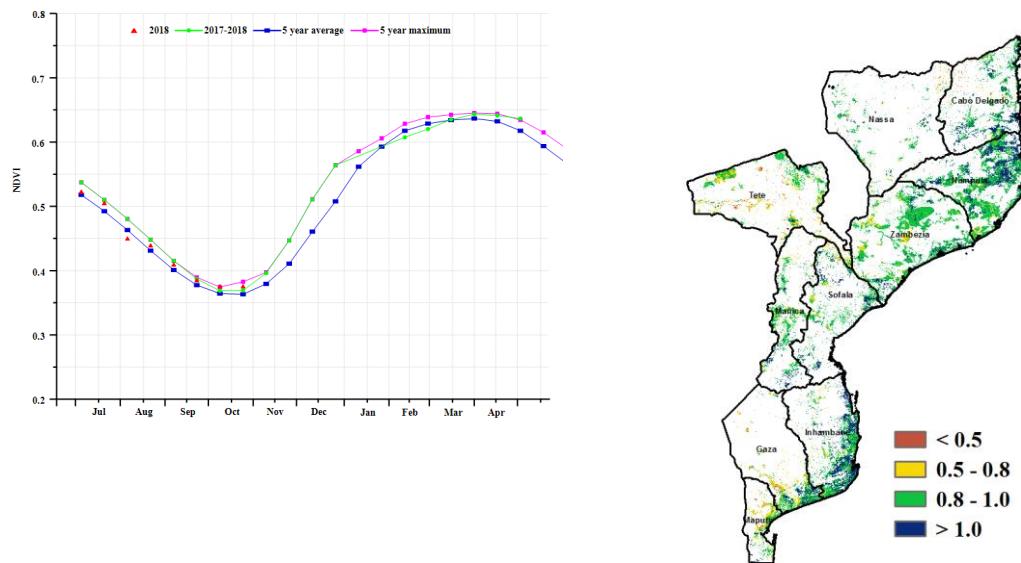 0.8
2018 2017-2018 5 year average 5 year maximum
0.7
0.6
NDVI
0.5
0.4
0.3
0.2
Jul Aug Sep Oct Nov Dec Jan Feb Mar Apr
Cabo Delgado
Nassa
Nampula
Tete
Zambezia
Sofala
Manica
Inhambane
Gaza
Maputo
< 0.5
0.5 - 0.8
0.8 - 1.0
> 1.0